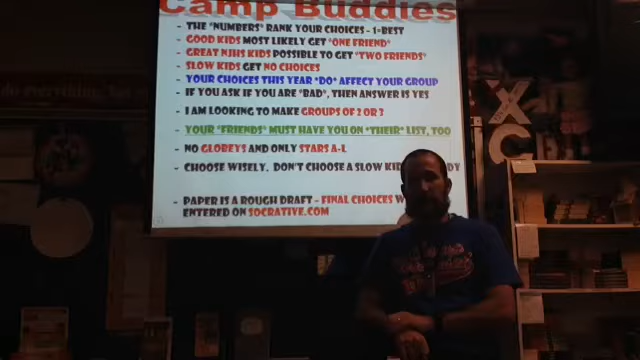 Camp Buddies
- THE *NUMBERS* RANK YOUR CHOICES - 1=BEST
- GOOD KIDS MOST LIKELY GET *ONE FRIEND*
- GREAT NJHS KIDS POSSIBLE TO GET *TWO FRIENDS*
SLOW KIDS GET NO CHOICES
- YOUR CHOICES THIS YEAR *DO* AFFECT YOUR GROUP
- IF YOU ASK IF YOU ARE *BAD*, THEN ANSWER IS YES
- I AM LOOKING TO MAKE GROUPS OF 2 OR 3
- YOUR *FRIENDS* MUST HAVE YOU ON *THEIR* LIST, TOO
- NO GLOBEYS AND ONLY STARS A-L
- CHOOSE WISELY. DON'T CHOOSE A SLOW
- PAPER IS A ROUGH DRAFT - FINAL CHOICES
ENTERED ON SOCRATIVE.COM
XC